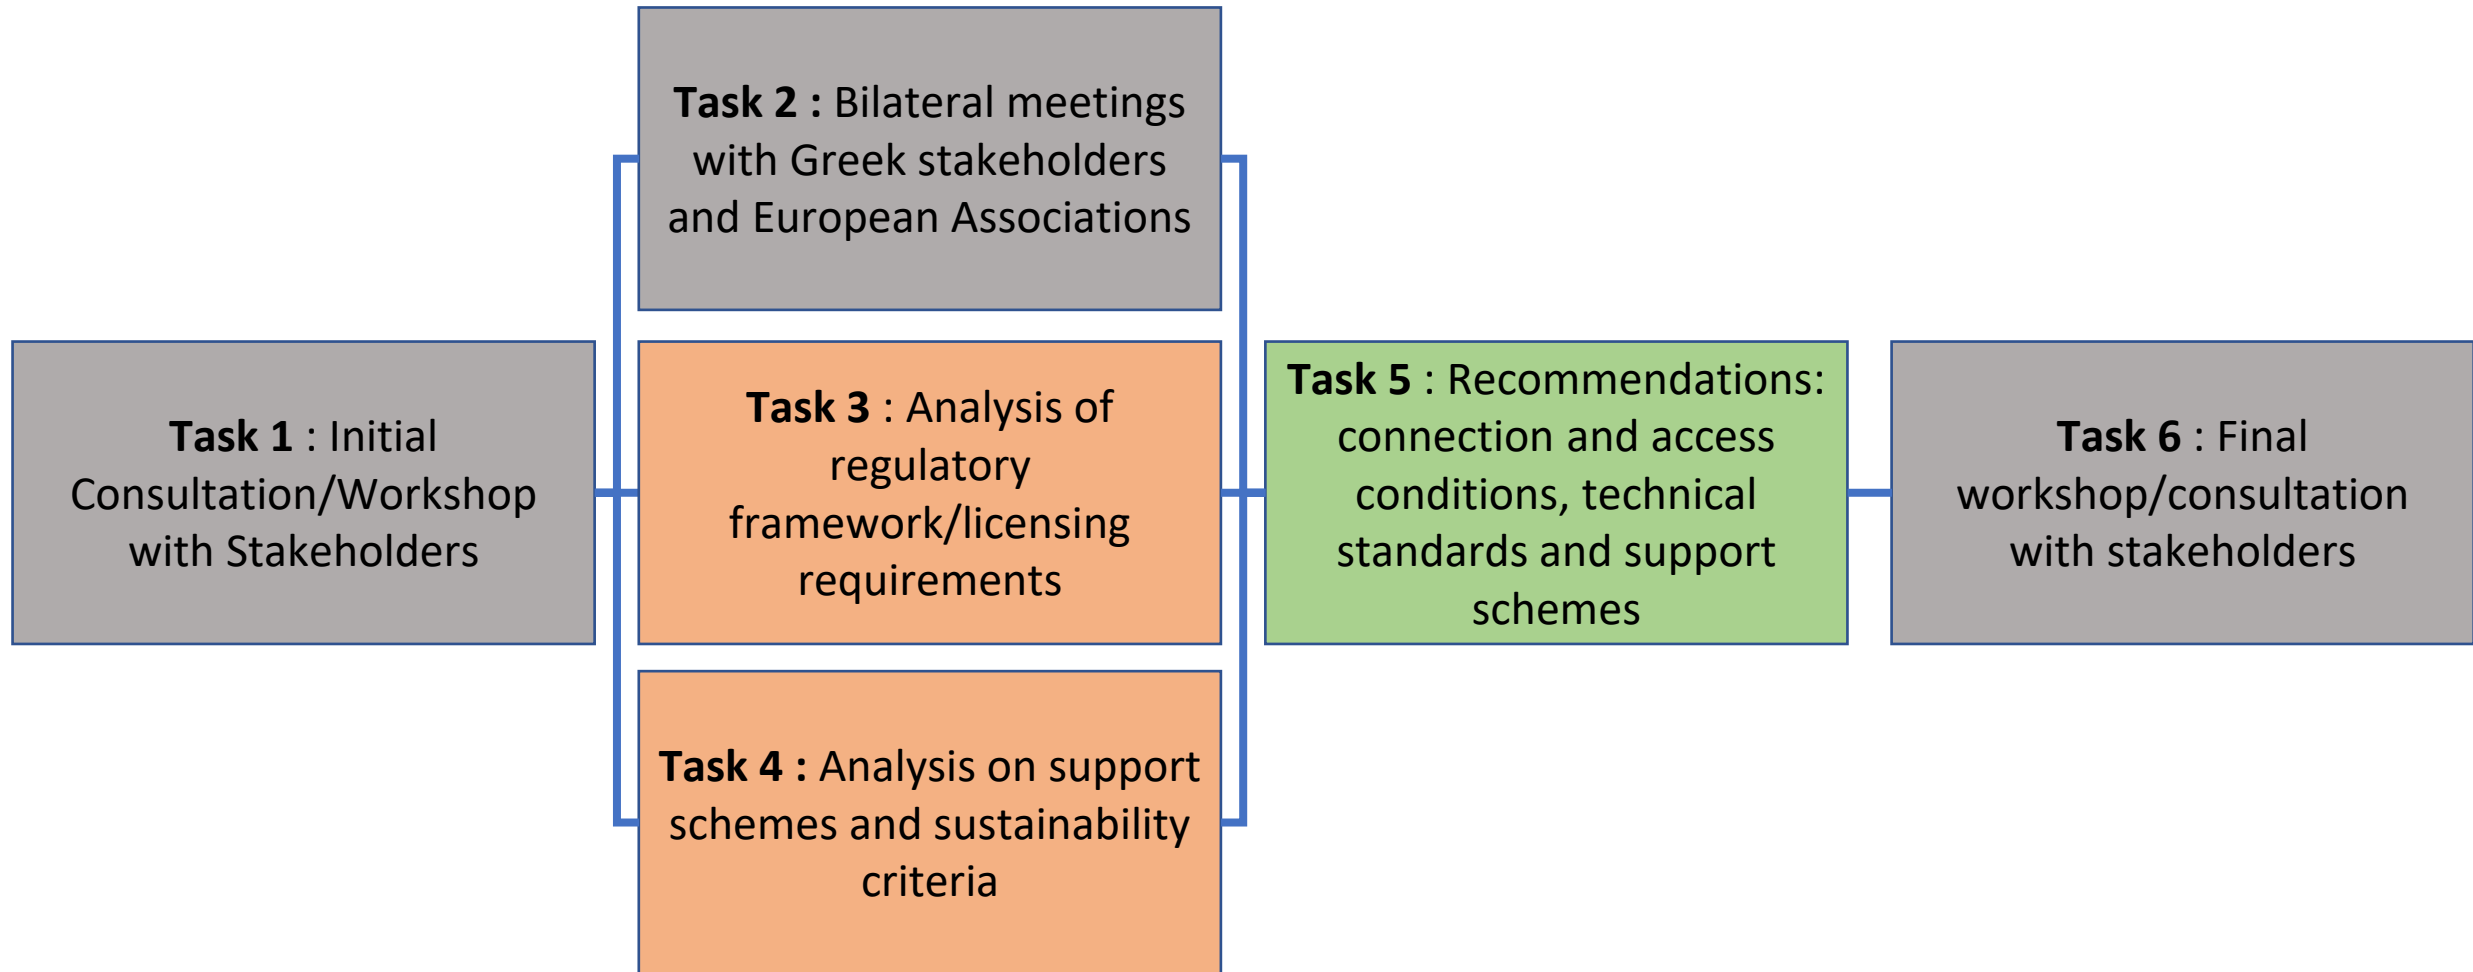 Task 1 : Initial
Consultation/Workshop
with Stakeholders
Task 2 : Bilateral meetings
with Greek stakeholders
and European Associations
Task 3 : Analysis of
regulatory
framework/licensing
requirements
Task 4 : Analysis on support
schemes and sustainability
criteria
Task 5 : Recommendations:
connection and access
conditions, technical
standards and support
schemes
Task 6 : Final
workshop/consultation
with stakeholders